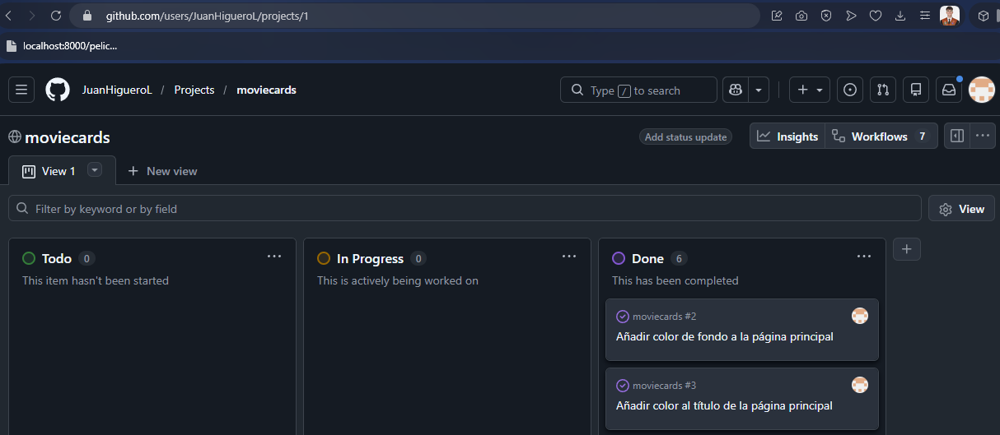 github.com/users/JuanHigueroL/projects/1
localhost:8000/pelic...
JuanHigueroL / Projects / moviecards
Type / to search
moviecards
Add status update
Insights
Workflows 7
View 1
New view
Filter by keyword or by field
View
Todo 0
This item hasn't been started
In Progress 0
This is actively being worked on
Done 6
This has been completed
moviecards #2
Añadir color de fondo a la página principal
moviecards #3
Añadir color al título de la página principal